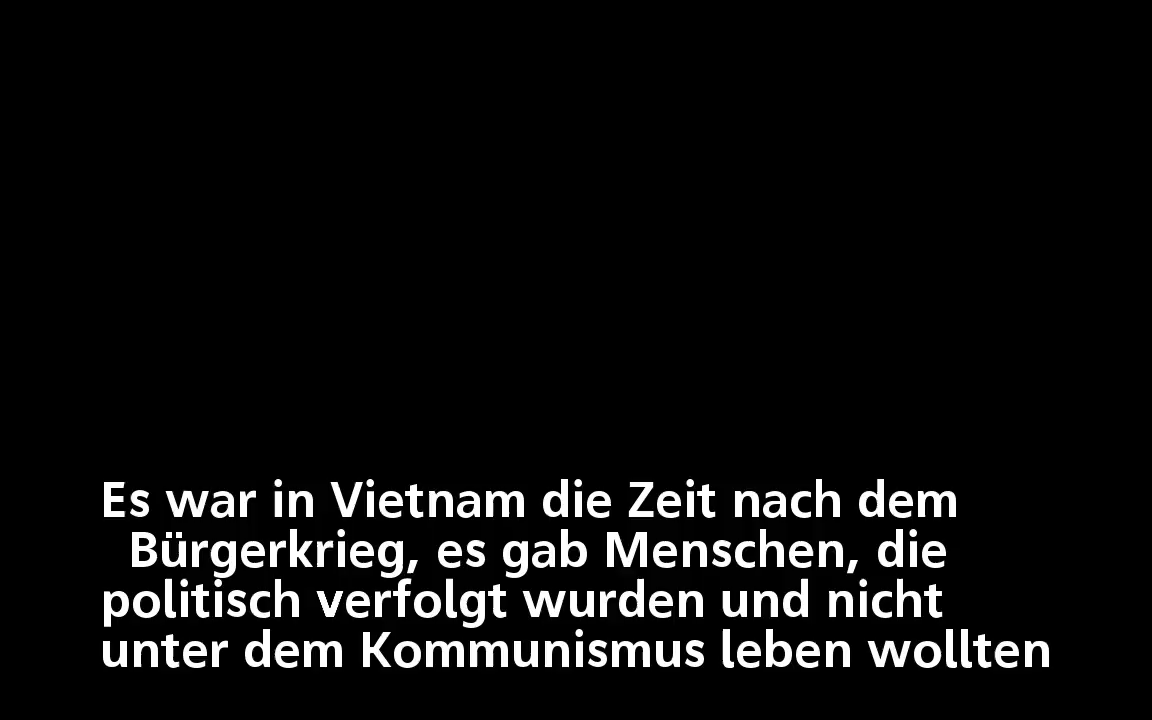 Es war in Vietnam die Zeit nach dem
Bürgerkrieg, es gab Menschen, die
politisch verfolgt wurden und nicht
unter dem Kommunismus leben wollten